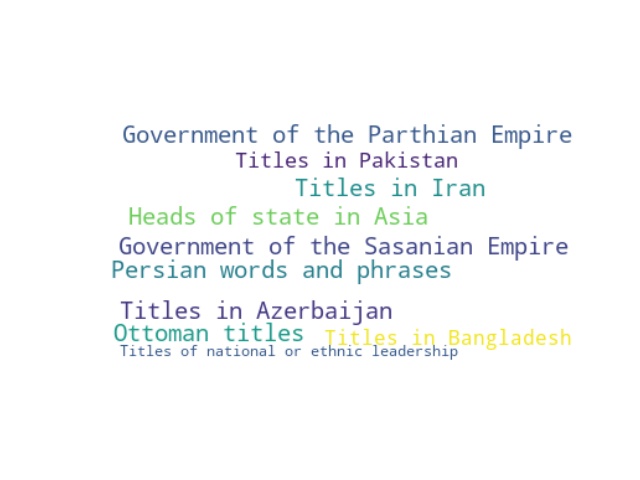 Government of the Parthian Empire
Titles in Pakistan
Titles in Iran
Heads of state in Asia
Government of the Sasanian Empire
Persian words and phrases
Titles in Azerbaijan
Ottoman titles
Titles in Bangladesh
Titles of national or ethnic leadership